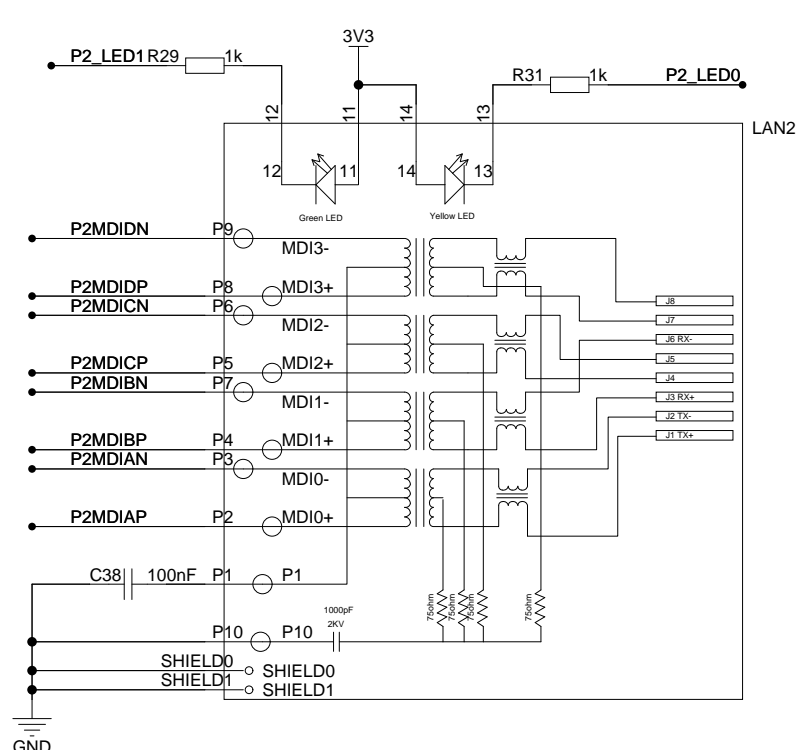 3V3
P2_LED1 R29 1k
R31 1k P2_LED0
12 11 14 13
LAN2
12 11 14 13
Green LED Yellow LED
P2MDIDN P9
MDI3-
P2MDIDP P8 MDI3+
J8
P2MDICN P6
MDI2-
J7
J6 RX-
P2MDICP P5 MDI2+
J5
P2MDIBN P7
J4
MDI1-
J3 RX+
J2 TX-
P2MDIBP P4 MDI1+
J1 TX+
P2MDIAN P3
MDI0-
P2MDIAP P2 MDI0+
C38 100nF P1 P1
75ohm 75ohm 75ohm 75ohm
1000pF
2KV
P10 P10
SHIELD0 SHIELD0
SHIELD1 SHIELD1
GND